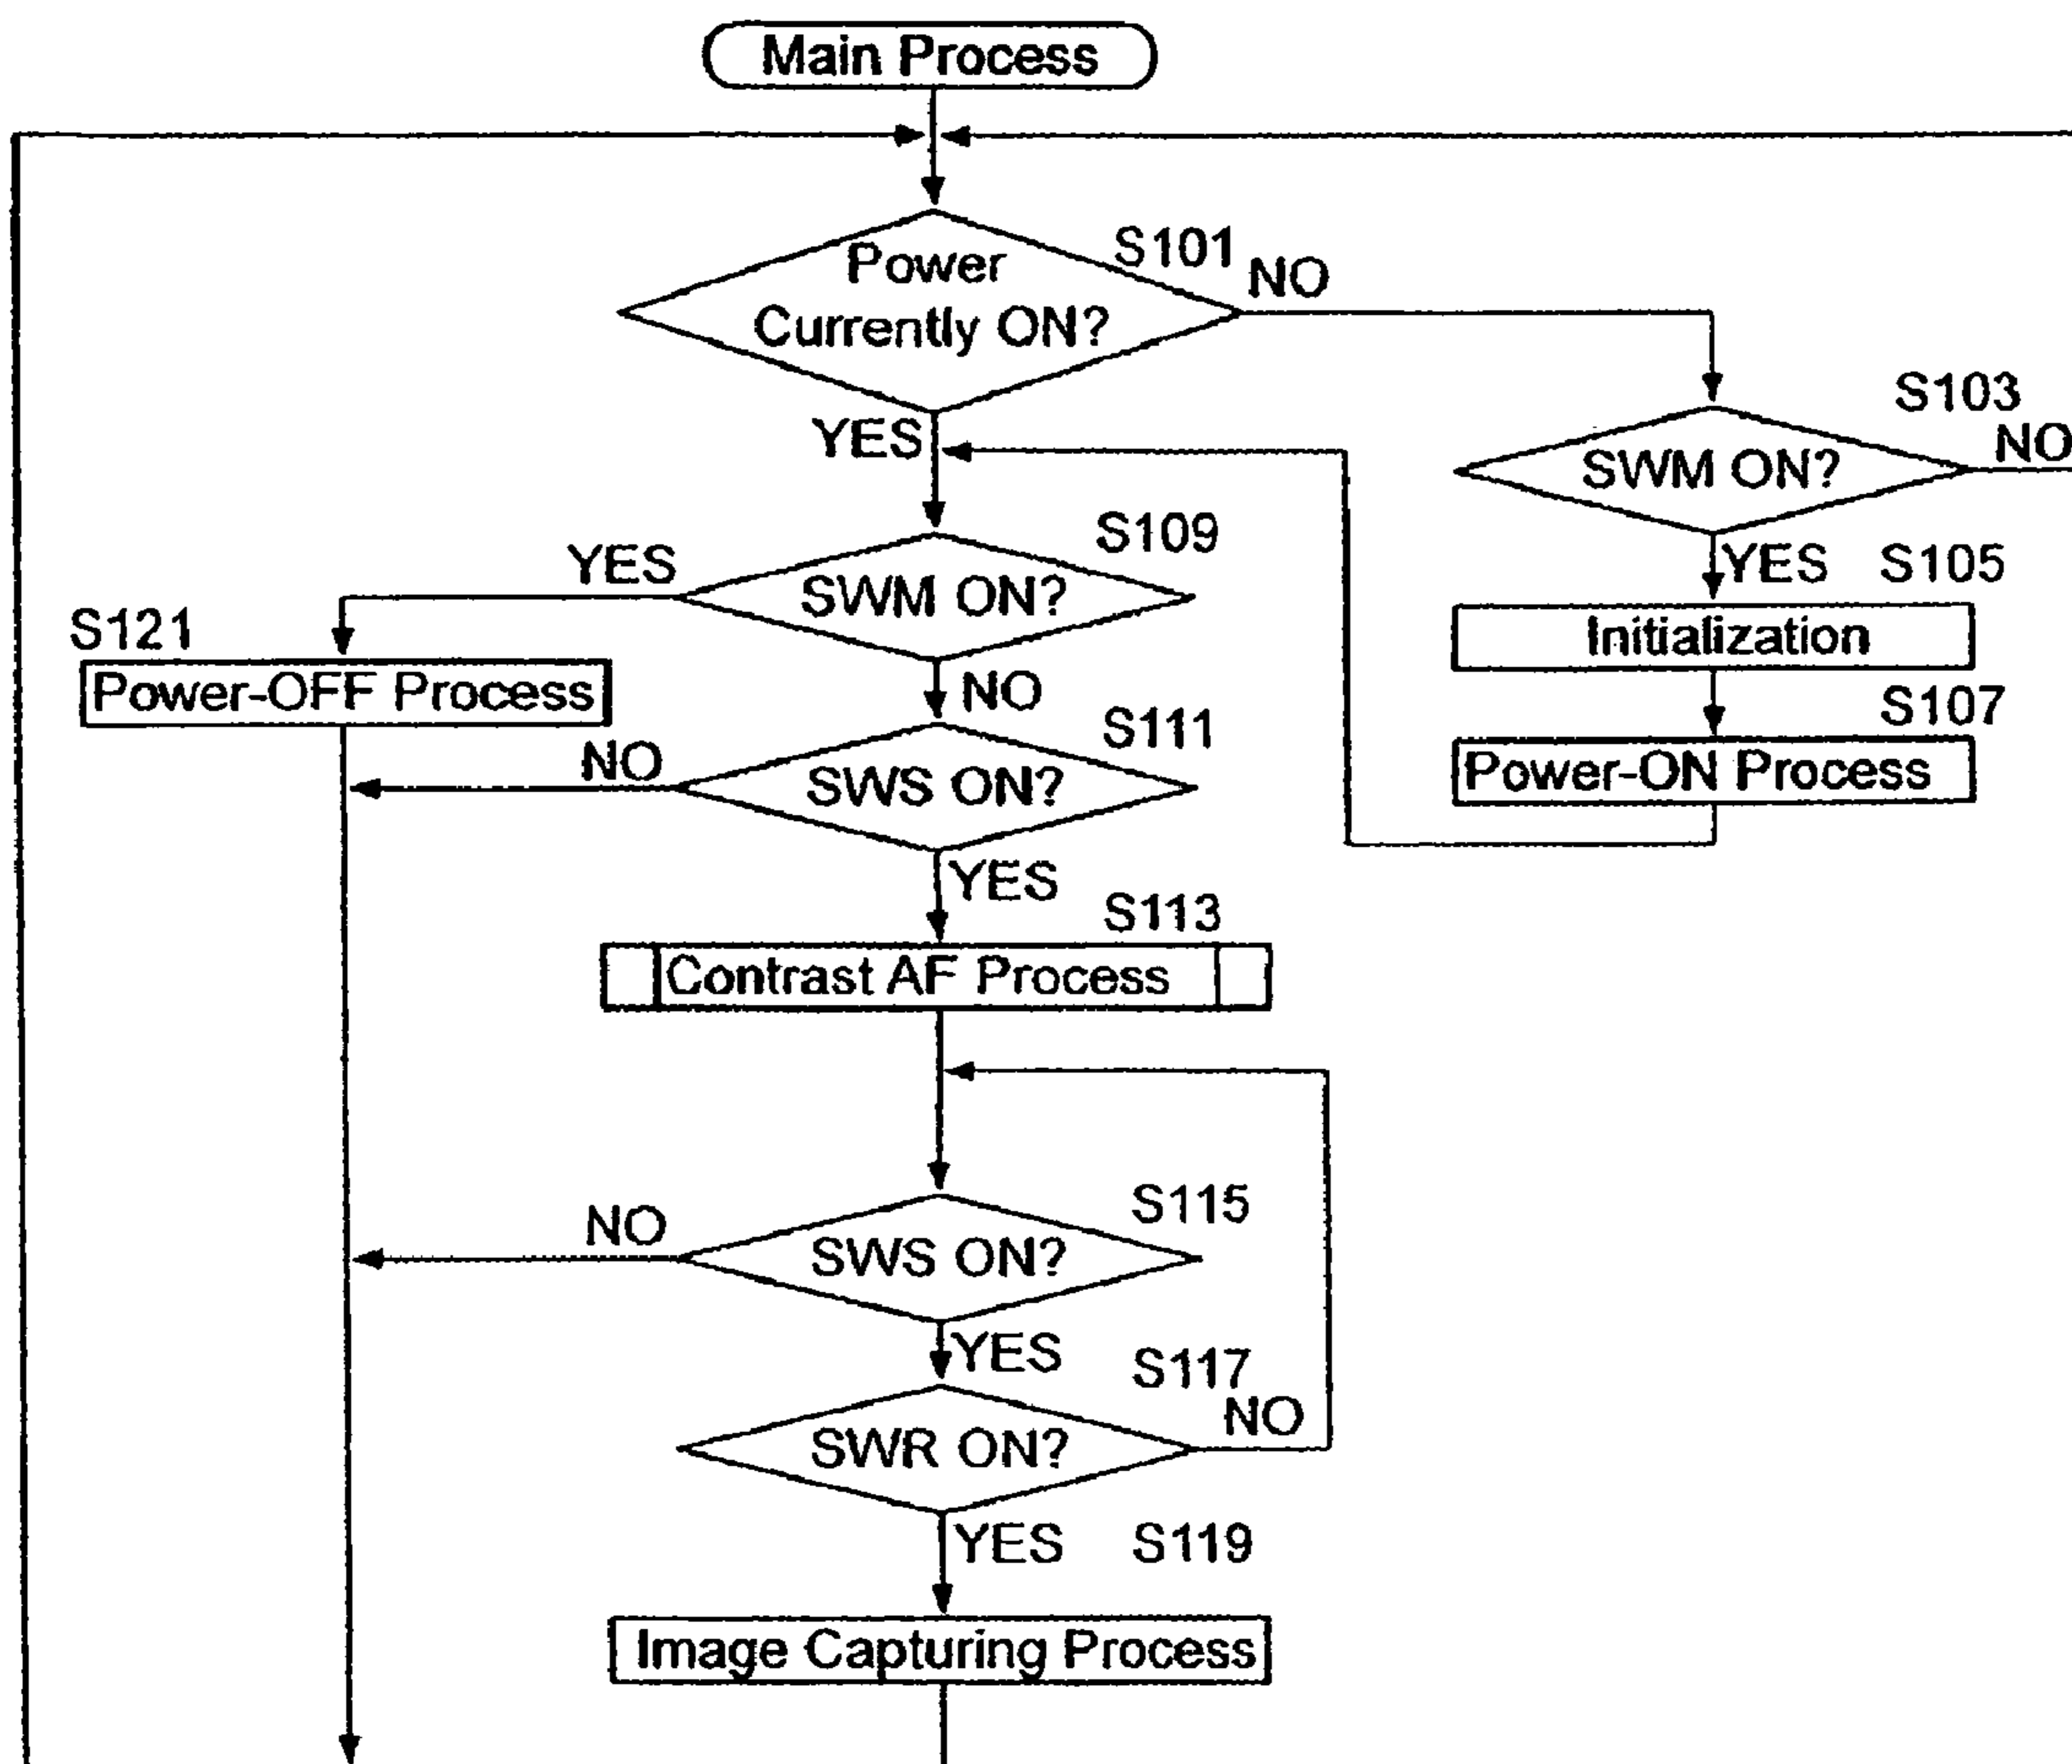 Main Process
S101
Power
Currently ON?
NO
YES
S103
NO
SWM ON?
YES
S105
Initialization
S107
Power-ON Process
S109
SWM ON?
YES
S121
Power-OFF Process
NO
S111
SWS ON?
NO
YES
S113
Contrast AF Process
S115
SWS ON?
NO
YES
S117
NO
SWR ON?
YES
S119
Image Capturing Process